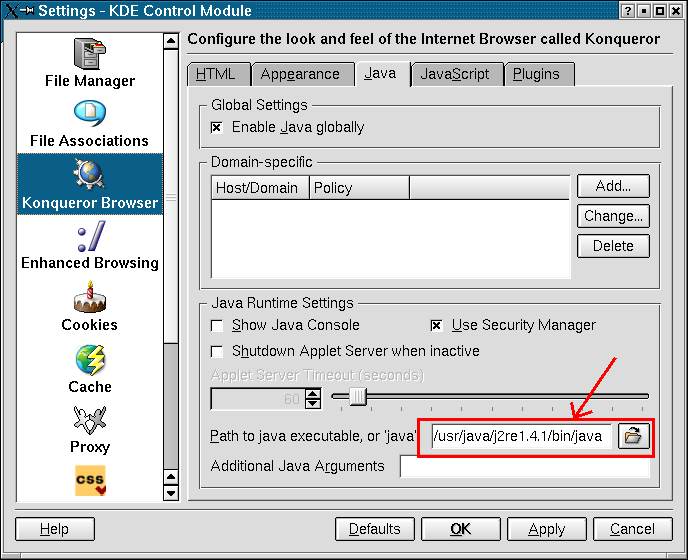 Settings - KDE Control Module
File Manager
File Associations
Konqueror Browser
Enhanced Browsing
Cookies
Cache
Proxy
css
Configure the look and feel of the Internet Browser called Konqueror
HTML Appearance Java JavaScript Plugins
Global Settings
Enable Java globally
Domain-specific
Host/Domain Policy
Add...
Change...
Delete
Java Runtime Settings
Show Java Console Use Security Manager
Shutdown Applet Server when inactive
Applet Server Timeout (seconds)
60
Path to java executable, or 'java' /usr/java/j2re1.4.1/bin/java
Additional Java Arguments
Help Defaults OK Apply Cancel